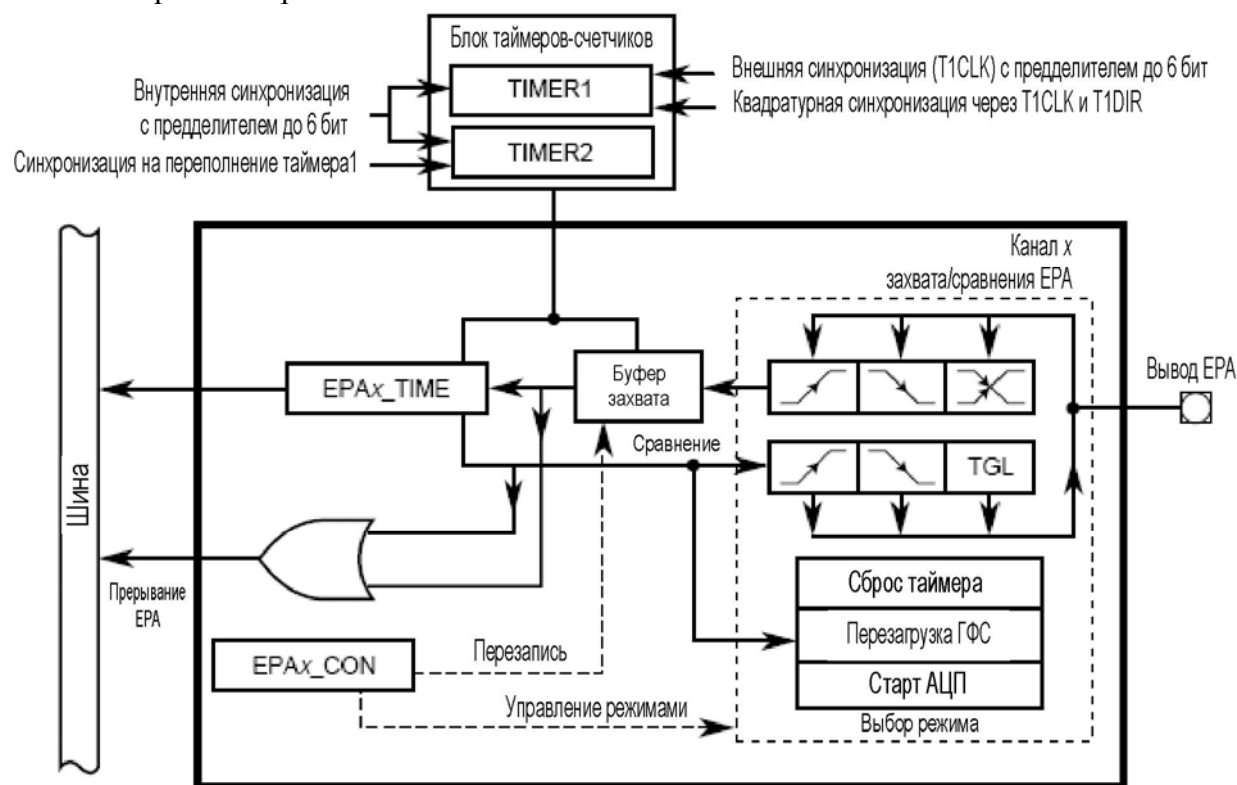 Блок таймеров-счетчиков
TIMER1
TIMER2
Внешняя синхронизация (T1CLK) с предделителем до 6 бит
Квадратурная синхронизация через T1CLK и T1DIR
Внутренняя синхронизация
с предделителем до 6 бит
Синхронизация на переполнение таймера1
Канал x
захвата/сравнения EPA
Вывод EPA
EPAx_TIME
Буфер
захвата
Сравнение
TGL
Шина
Прерывание
EPA
Сброс таймера
Перезагрузка ГФС
Старт АЦП
Выбор режима
EPAx_CON
Перезапись
Управление режимами